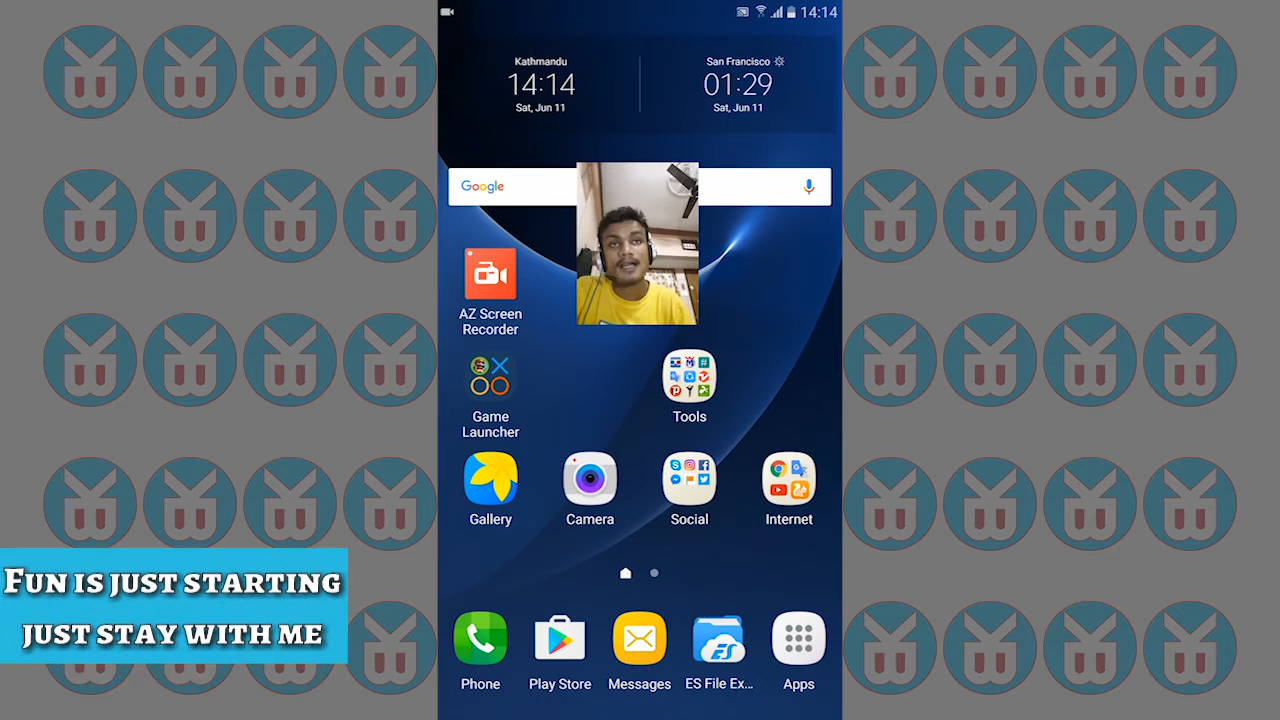 14:14
Kathmandu
14:14
Sat, Jun 11
San Francisco
01:29
Sat, Jun 11
Google
AZ Screen
Recorder
Game
Launcher
Tools
Gallery
Camera
Social
Internet
FUN IS JUST STARTING
JUST STAY WITH ME
Phone
Play Store
Messages
ES
ES File Ex...
Apps